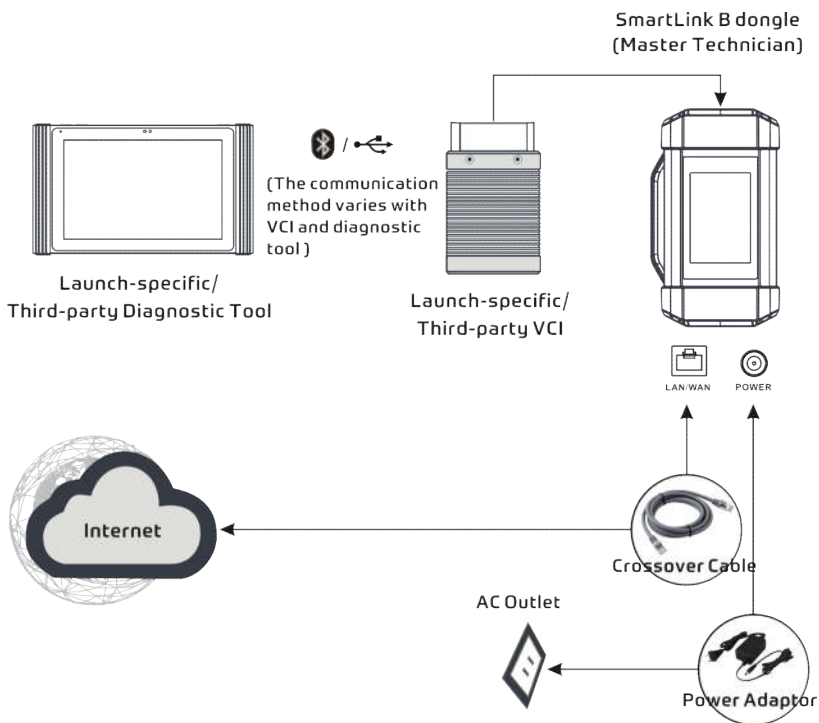 SmartLink B dongle
(Master Technician)
/
(The communication
method varies with
VCI and diagnostic
tool )
Launch-specific/
Third-party Diagnostic Tool
Launch-specific/
Third-party VCI
LAN/WAN
POWER
Internet
Crossover Cable
AC Outlet
Power Adaptor